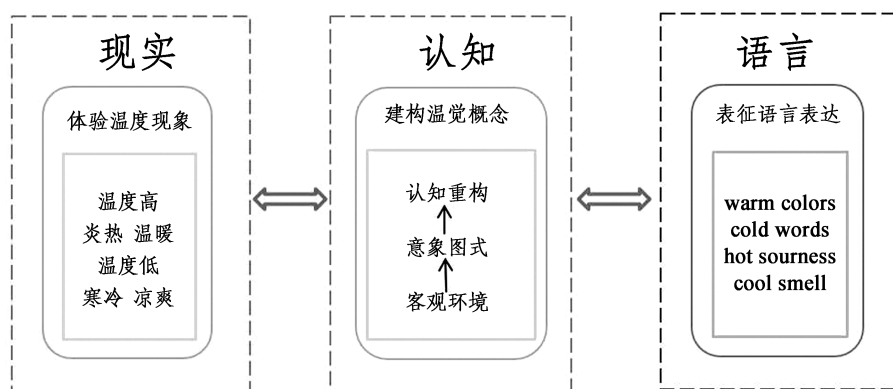 现实
体验温度现象
温度高
炎热 温暖
温度低
寒冷 凉爽
认知
建构温觉概念
认知重构
意象图式
客观环境
语言
表征语言表达
warm colors
cold words
hot sourness
cool smell